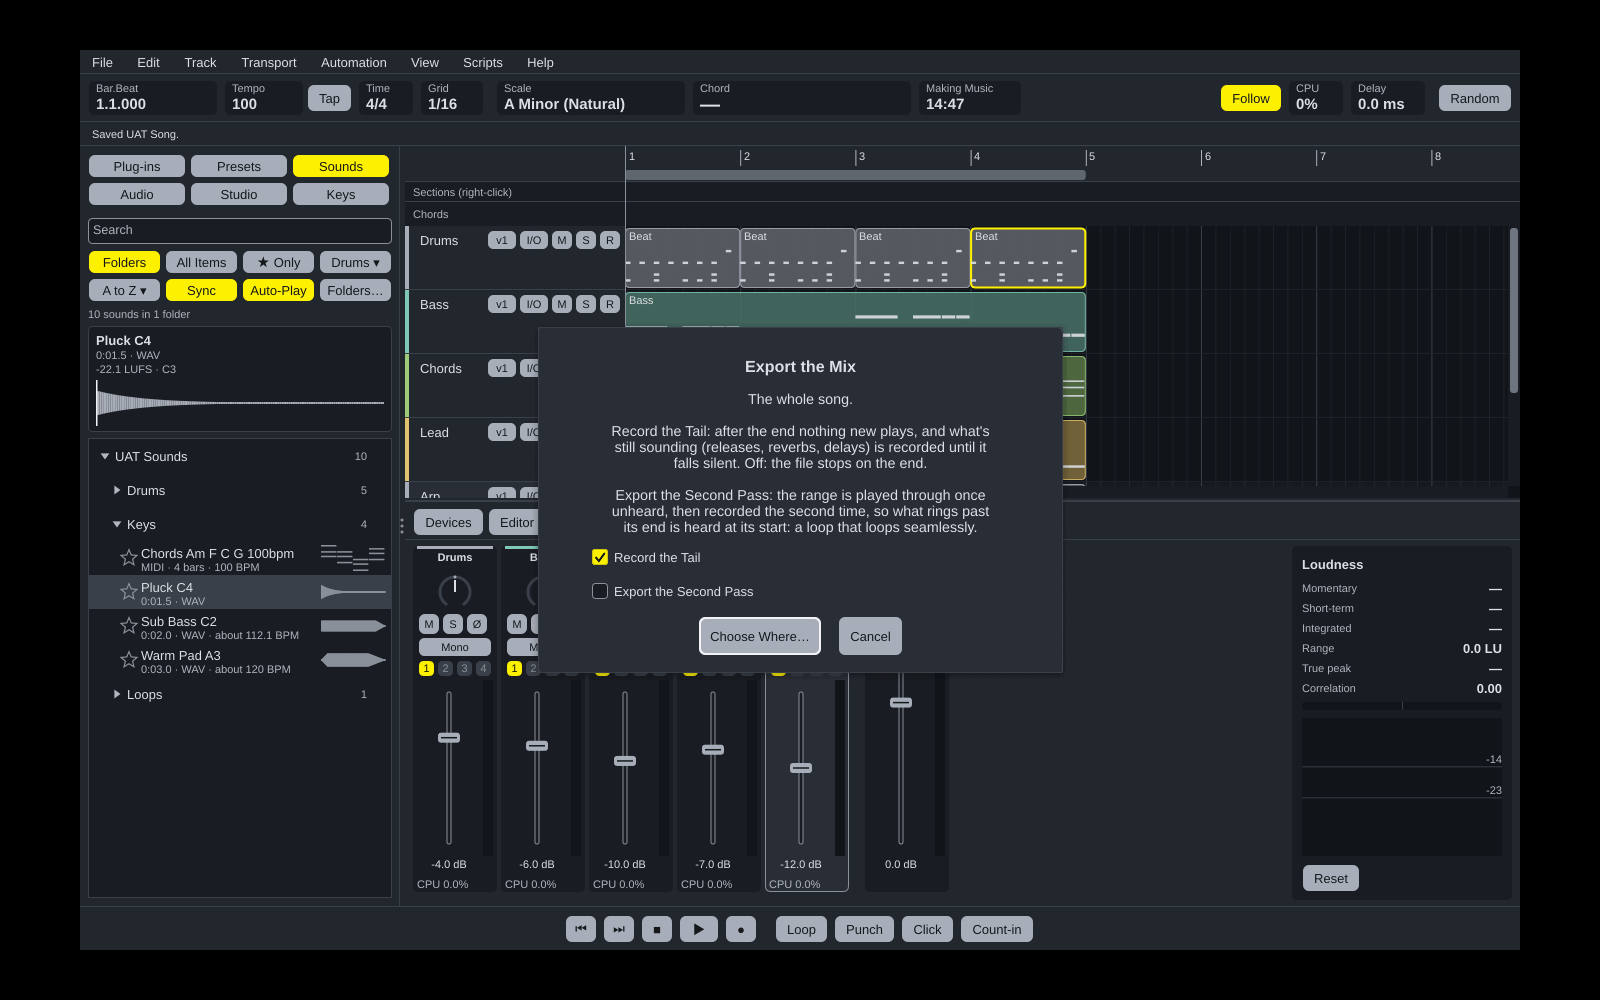 File Edit Track Transport Automation View Scripts Help
Bar.Beat Tempo Time Grid Scale Chord Making Music CPU Delay
1.1.000 100 Tap 4/4 1/16 A Minor (Natural) — 14:47 Follow 0% 0.0 ms Random
Saved UAT Song.
Plug-ins Presets Sounds
Audio Studio Keys
Search
Folders All Items ★ Only Drums ▾
A to Z ▾ Sync Auto-Play Folders…
10 sounds in 1 folder
Pluck C4
0:01.5 · WAV
-22.1 LUFS · C3
UAT Sounds 10
Drums 5
Keys 4
Chords Am F C G 100bpm
MIDI · 4 bars · 100 BPM
Pluck C4
0:01.5 · WAV
Sub Bass C2
0:02.0 · WAV · about 112.1 BPM
Warm Pad A3
0:03.0 · WAV · about 120 BPM
Loops 1
1 2 3 4 5 6 7 8
Sections (right-click)
Chords
Drums v1 I/O M S R Beat Beat Beat Beat
Bass v1 I/O M S R Bass
Chords v1
Lead v1
Devices Editor
Export the Mix
The whole song.
Record the Tail: after the end nothing new plays, and what's
still sounding (releases, reverbs, delays) is recorded until it
falls silent. Off: the file stops on the end.
Export the Second Pass: the range is played through once
unheard, then recorded the second time, so what rings past
its end is heard at its start: a loop that loops seamlessly.
Record the Tail
Export the Second Pass
Choose Where… Cancel
Drums
M S Ø M
Mono
1 2 3 4 1 2
-4.0 dB -6.0 dB -10.0 dB -7.0 dB -12.0 dB 0.0 dB
CPU 0.0% CPU 0.0% CPU 0.0% CPU 0.0% CPU 0.0%
Loudness
Momentary —
Short-term —
Integrated —
Range 0.0 LU
True peak —
Correlation 0.00
-14
-23
Reset
Loop Punch Click Count-in